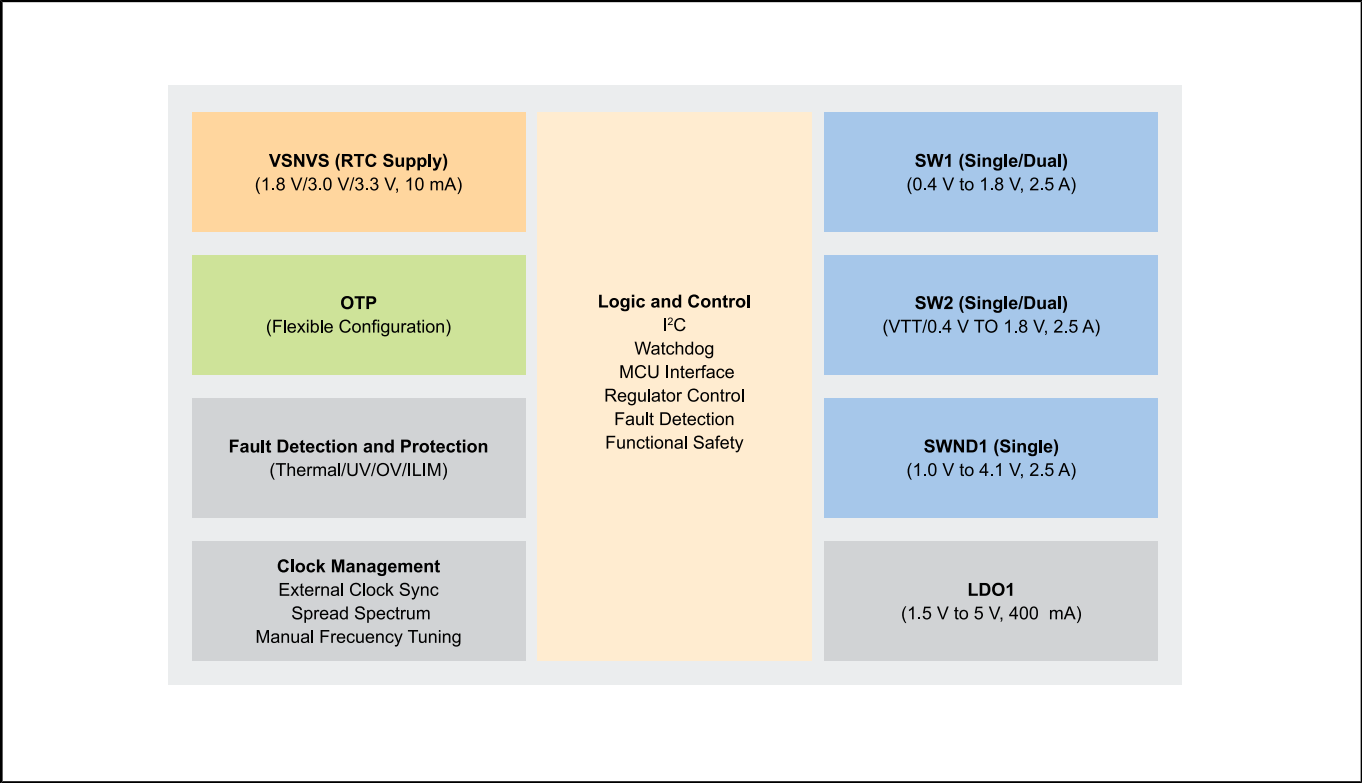 VSNVS (RTC Supply)
(1.8 V/3.0 V/3.3 V, 10 mA)
OTP
(Flexible Configuration)
Fault Detection and Protection
(Thermal/UV/OV/ILIM)
Clock Management
External Clock Sync
Spread Spectrum
Manual Frecuency Tuning
Logic and Control
I²C
Watchdog
MCU Interface
Regulator Control
Fault Detection
Functional Safety
SW1 (Single/Dual)
(0.4 V to 1.8 V, 2.5 A)
SW2 (Single/Dual)
(VTT/0.4 V TO 1.8 V, 2.5 A)
SWND1 (Single)
(1.0 V to 4.1 V, 2.5 A)
LDO1
(1.5 V to 5 V, 400  mA)